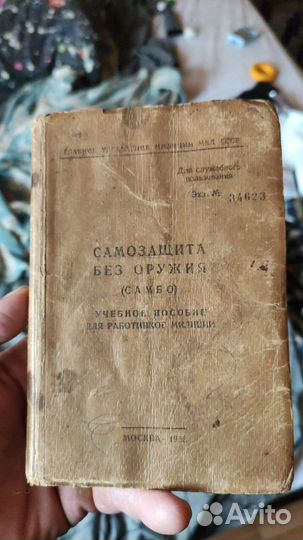 ГЛАВНОЕ УПРАВЛЕНИЕ МИЛИЦИИ МВД СССР
Для служебного
пользования
Экз. № 34623
САМОЗАЩИТА
БЕЗ ОРУЖИЯ
(САМБО)
УЧЕБНОЕ ПОСОБИЕ
ДЛЯ РАБОТНИКОВ МИЛИЦИИ
МОСКВА
Avito